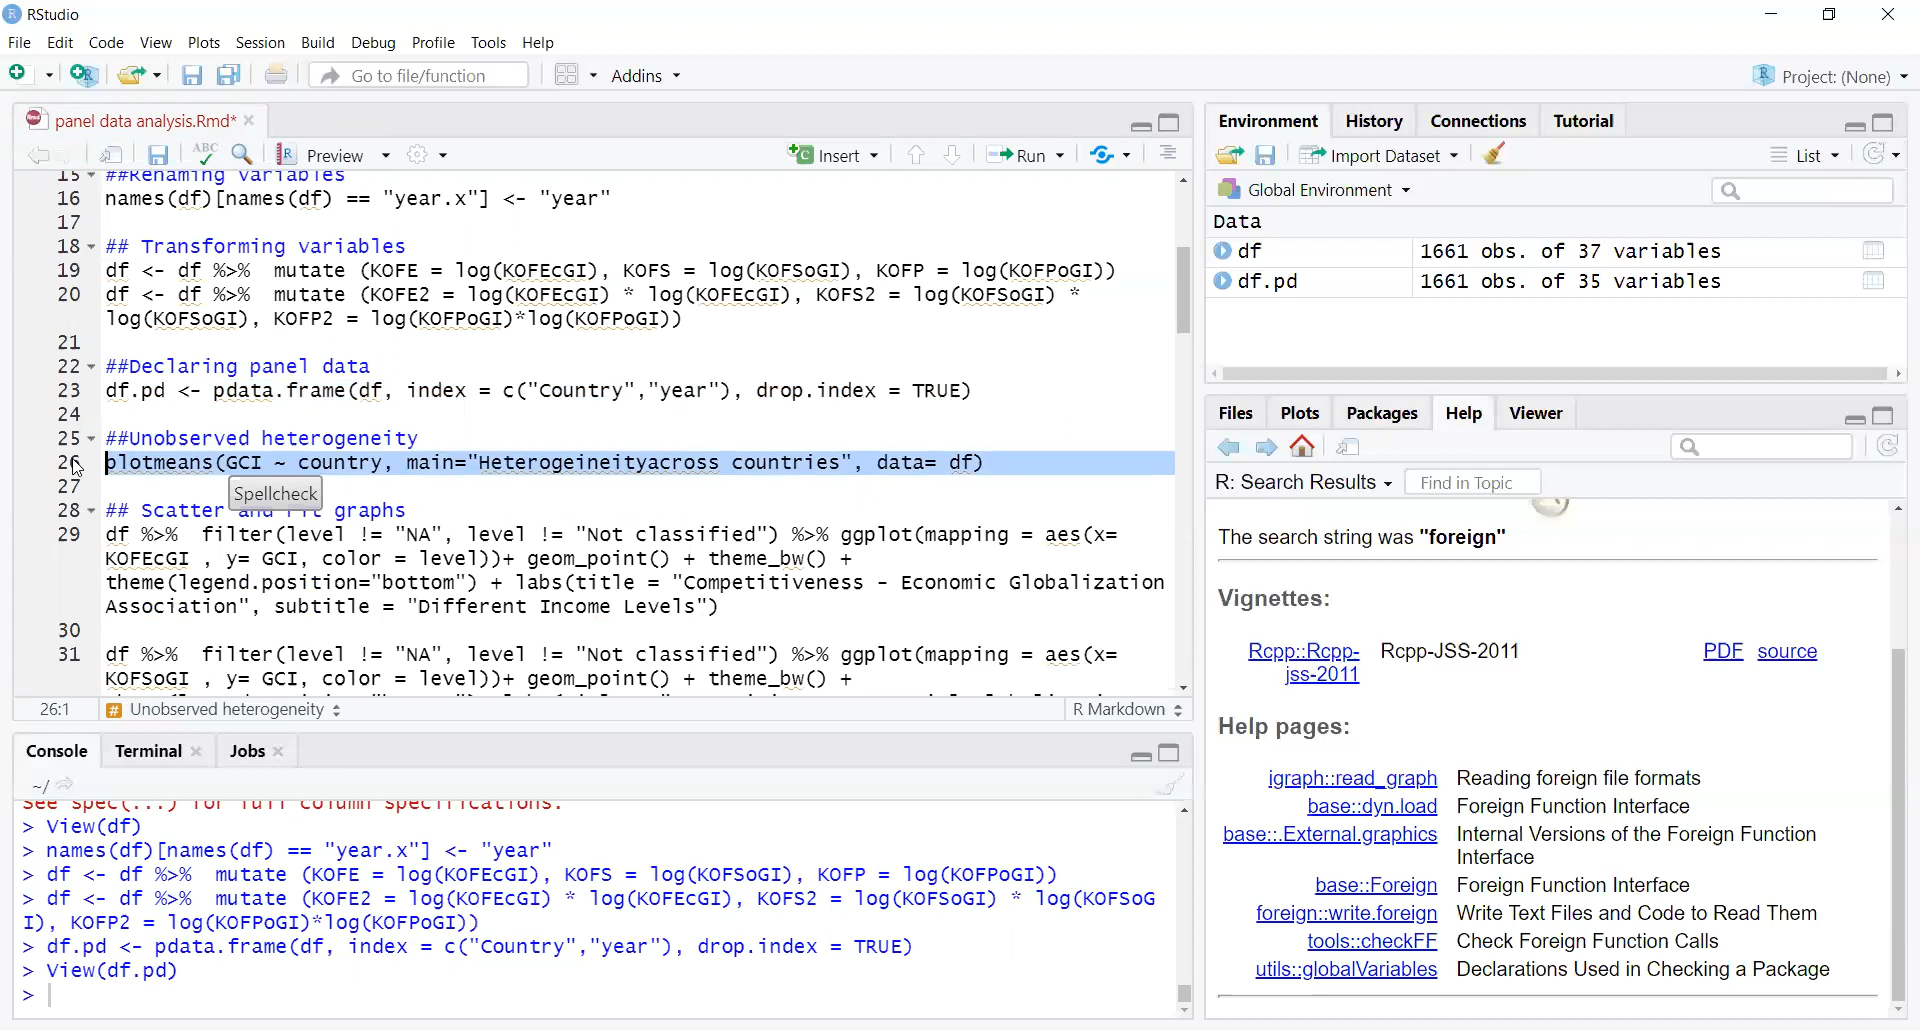 RStudio
File Edit Code View Plots Session Build Debug Profile Tools Help
Go to file/function Addins Project: (None)
panel data analysis.Rmd*
ABC Preview Insert Run
15 ##Renaming variables
16 names(df)[names(df) == "year.x"] <- "year"
17
18 ## Transforming variables
19 df <- df %>% mutate (KOFE = log(KOFEcGI), KOFS = log(KOFSoGI), KOFP = log(KOFPoGI))
20 df <- df %>% mutate (KOFE2 = log(KOFEcGI) * log(KOFEcGI), KOFS2 = log(KOFSoGI) *
log(KOFSoGI), KOFP2 = log(KOFPoGI)*log(KOFPoGI))
21
22 ##Declaring panel data
23 df.pd <- pdata.frame(df, index = c("Country","year"), drop.index = TRUE)
24
25 ##Unobserved heterogeneity
26 plotmeans(GCI ~ country, main="Heterogeineityacross countries", data= df)
27
Spellcheck
28 ## Scatter and Fit graphs
29 df %>% filter(level != "NA", level != "Not classified") %>% ggplot(mapping = aes(x=
KOFEcGI , y= GCI, color = level))+ geom_point() + theme_bw() +
theme(legend.position="bottom") + labs(title = "Competitiveness - Economic Globalization
Association", subtitle = "Different Income Levels")
30
31 df %>% filter(level != "NA", level != "Not classified") %>% ggplot(mapping = aes(x=
KOFSoGI , y= GCI, color = level))+ geom_point() + theme_bw() +
26:1 # Unobserved heterogeneity R Markdown
Console Terminal Jobs
~/
See spec(...) for full column specifications.
> View(df)
> names(df)[names(df) == "year.x"] <- "year"
> df <- df %>% mutate (KOFE = log(KOFEcGI), KOFS = log(KOFSoGI), KOFP = log(KOFPoGI))
> df <- df %>% mutate (KOFE2 = log(KOFEcGI) * log(KOFEcGI), KOFS2 = log(KOFSoGI) * log(KOFSoG
I), KOFP2 = log(KOFPoGI)*log(KOFPoGI))
> df.pd <- pdata.frame(df, index = c("Country","year"), drop.index = TRUE)
> View(df.pd)
>
Environment History Connections Tutorial
Import Dataset List
Global Environment
Data
df 1661 obs. of 37 variables
df.pd 1661 obs. of 35 variables
Files Plots Packages Help Viewer
R: Search Results Find in Topic
The search string was "foreign"
Vignettes:
Rcpp::Rcpp- Rcpp-JSS-2011 PDF source
jss-2011
Help pages:
igraph::read_graph Reading foreign file formats
base::dyn.load Foreign Function Interface
base::.External.graphics Internal Versions of the Foreign Function
Interface
base::Foreign Foreign Function Interface
foreign::write.foreign Write Text Files and Code to Read Them
tools::checkFF Check Foreign Function Calls
utils::globalVariables Declarations Used in Checking a Package